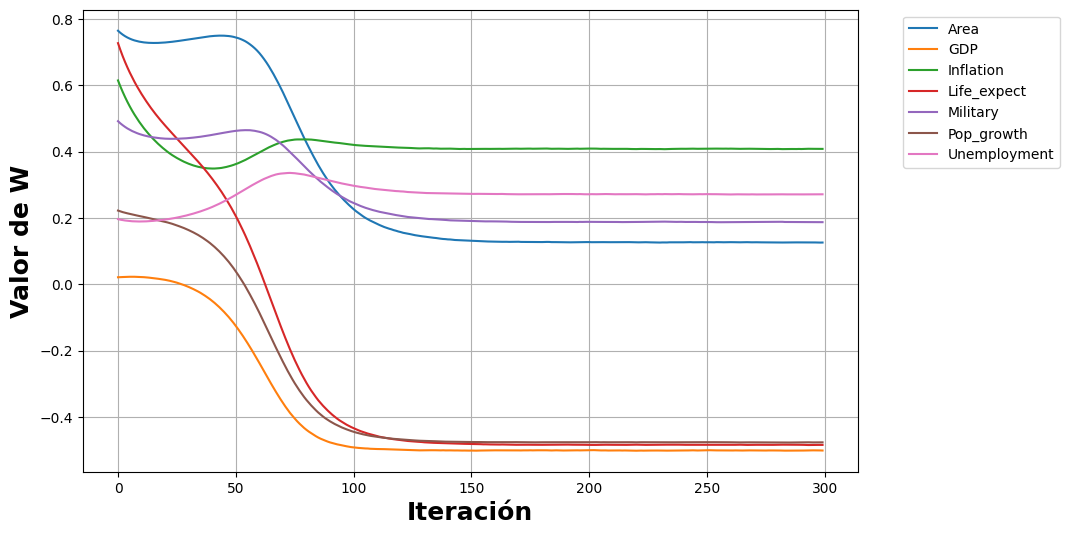 0.8
0.6
0.4
0.2
0.0
−0.2
−0.4
0 50 100 150 200 250 300
Valor de W
Iteración
Area
GDP
Inflation
Life_expect
Military
Pop_growth
Unemployment